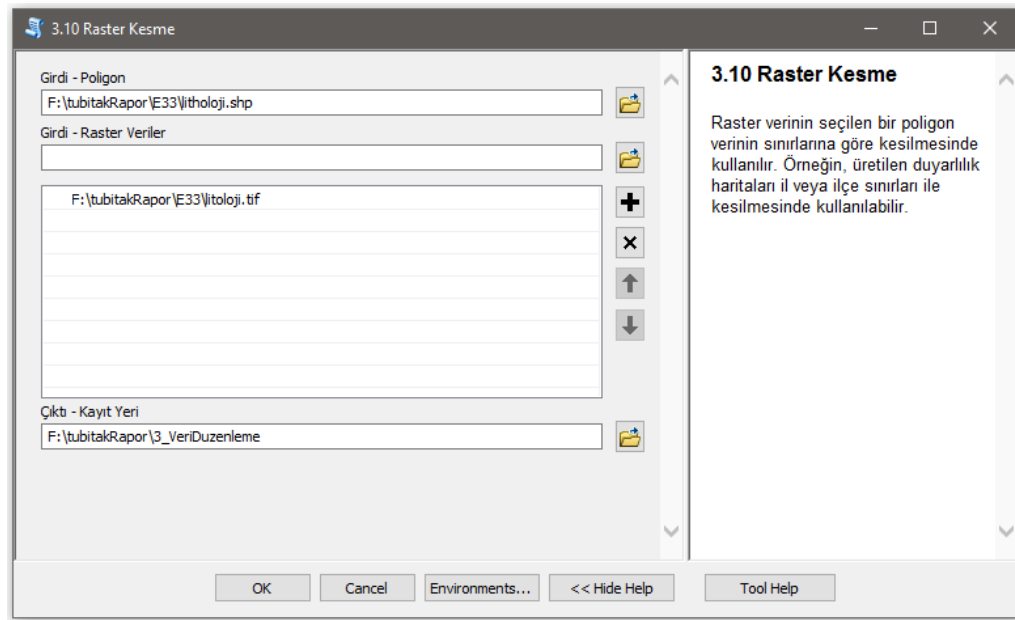 3.10 Raster Kesme
Girdi - Poligon
F:\tubitakRapor\E33\litholoji.shp
Girdi - Raster Veriler
F:\tubitakRapor\E33\litoloji.tif
Çıktı - Kayıt Yeri
F:\tubitakRapor\3_VeriDuzenleme
3.10 Raster Kesme
Raster verinin seçilen bir poligon
verinin sınırlarına göre kesilmesinde
kullanılır. Örneğin, üretilen duyarlılık
haritaları il veya ilçe sınırları ile
kesilmesinde kullanılabilir.
OK
Cancel
Environments...
<< Hide Help
Tool Help